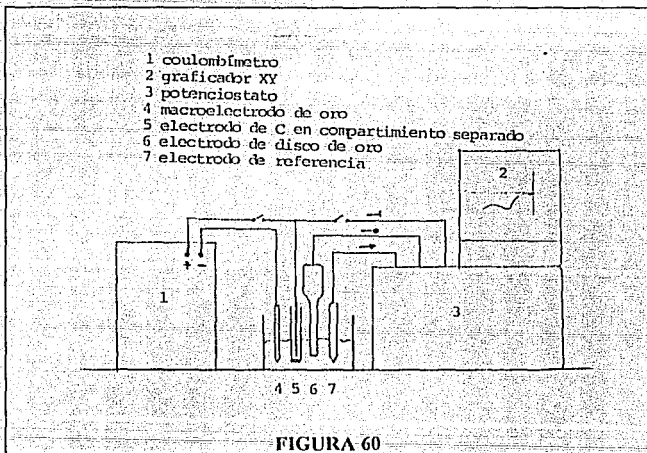 1 coulombímetro
2 graficador XY
3 potenciostato
4 macroelectrodo de oro
5 electrodo de C en compartimiento separado
6 electrodo de disco de oro
7 electrodo de referencia
2
+ -
1
3
4 5 6 7
FIGURA 60